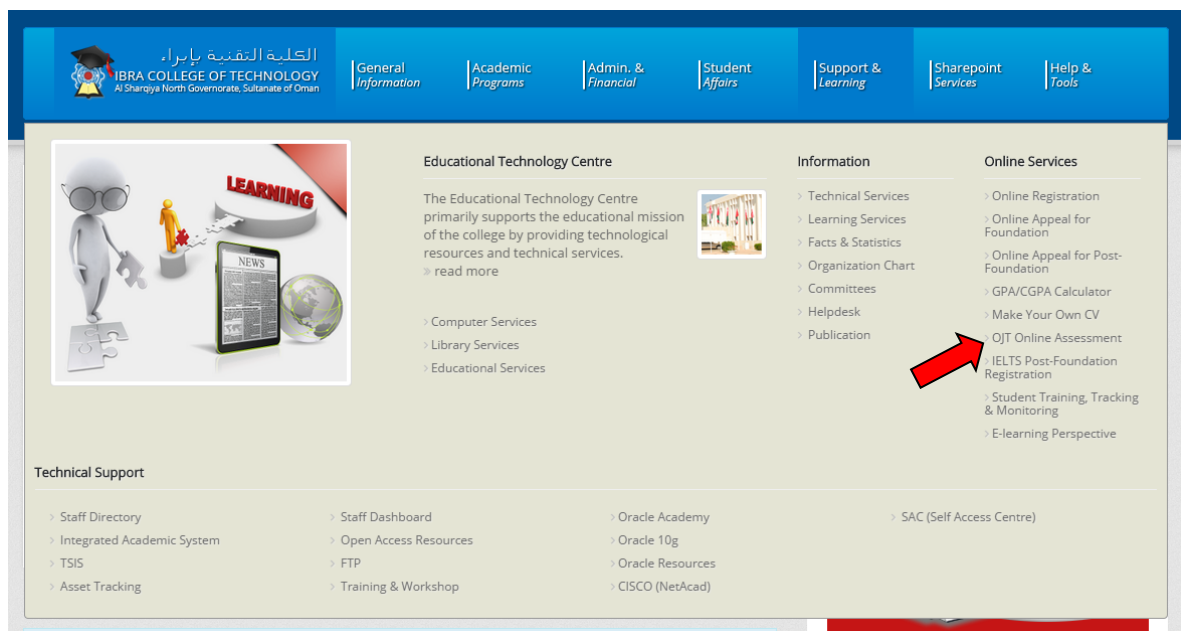 الكلية التقنية بإبراء
IBRA COLLEGE OF TECHNOLOGY
Al Sharqiya North Governorate, Sultanate of Oman
General
Information
Academic
Programs
Admin. &
Financial
Student
Affairs
Support &
Learning
Sharepoint
Services
Help &
Tools
LEARNING
NEWS
Educational Technology Centre
The Educational Technology Centre
primarily supports the educational mission
of the college by providing technological
resources and technical services.
» read more
> Computer Services
> Library Services
> Educational Services
Information
> Technical Services
> Learning Services
> Facts & Statistics
> Organization Chart
> Committees
> Helpdesk
> Publication
Online Services
> Online Registration
> Online Appeal for
Foundation
> Online Appeal for Post-
Foundation
> GPA/CGPA Calculator
> Make Your Own CV
> OJT Online Assessment
> IELTS Post-Foundation
Registration
> Student Training, Tracking
& Monitoring
> E-learning Perspective
Technical Support
> Staff Directory
> Integrated Academic System
> TSIS
> Asset Tracking
> Staff Dashboard
> Open Access Resources
> FTP
> Training & Workshop
> Oracle Academy
> Oracle 10g
> Oracle Resources
> CISCO (NetAcad)
> SAC (Self Access Centre)